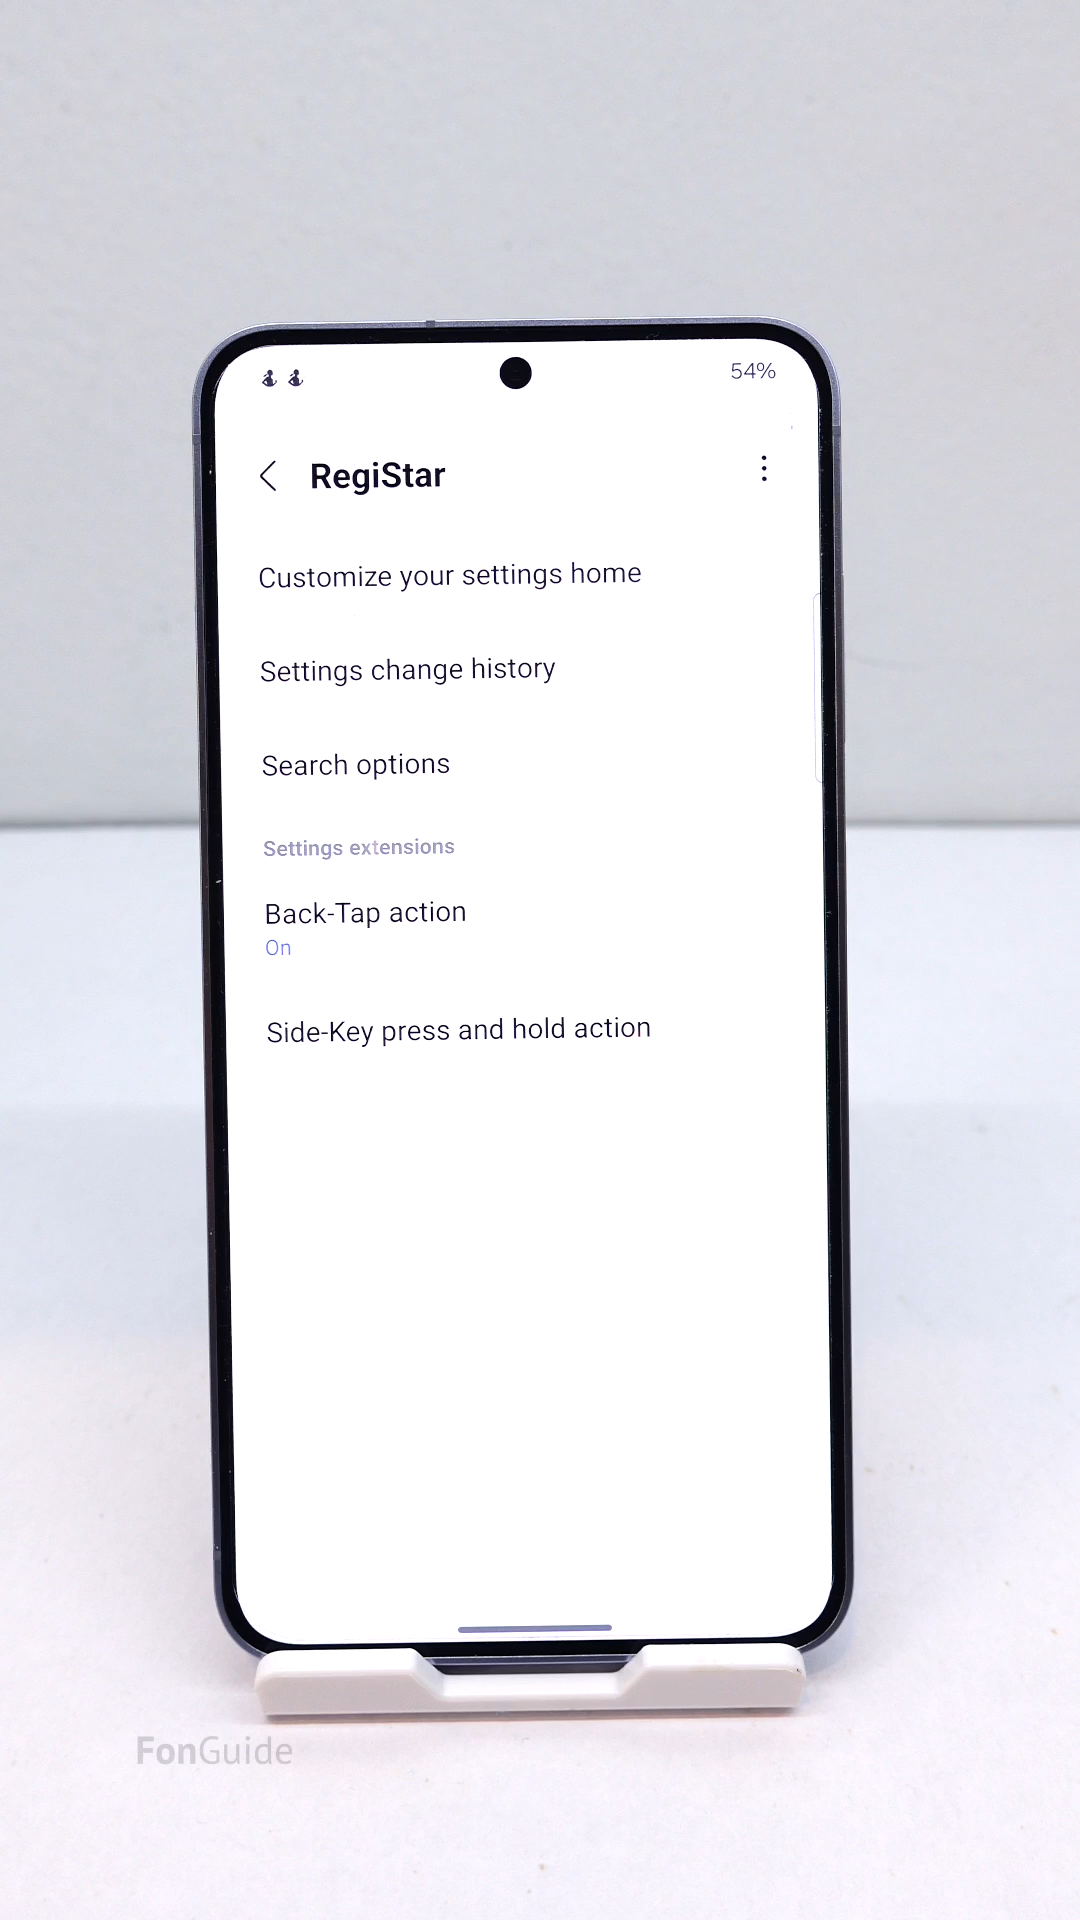 54%
RegiStar
Customize your settings home
Settings change history
Search options
Settings extensions
Back-Tap action
On
Side-Key press and hold action
FonGuide